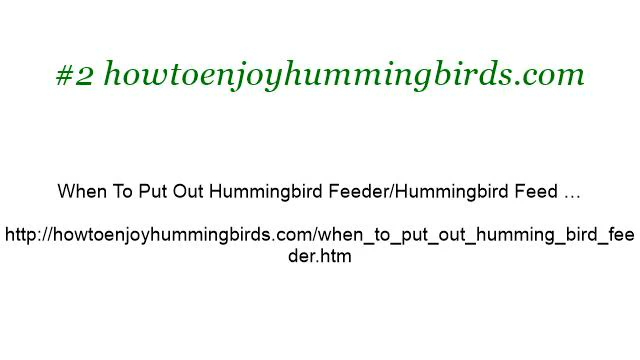 #2 howtoenjoyhummingbirds.com
When To Put Out Hummingbird Feeder/Hummingbird Feed …
http://howtoenjoyhummingbirds.com/when_to_put_out_humming_bird_fee
der.htm